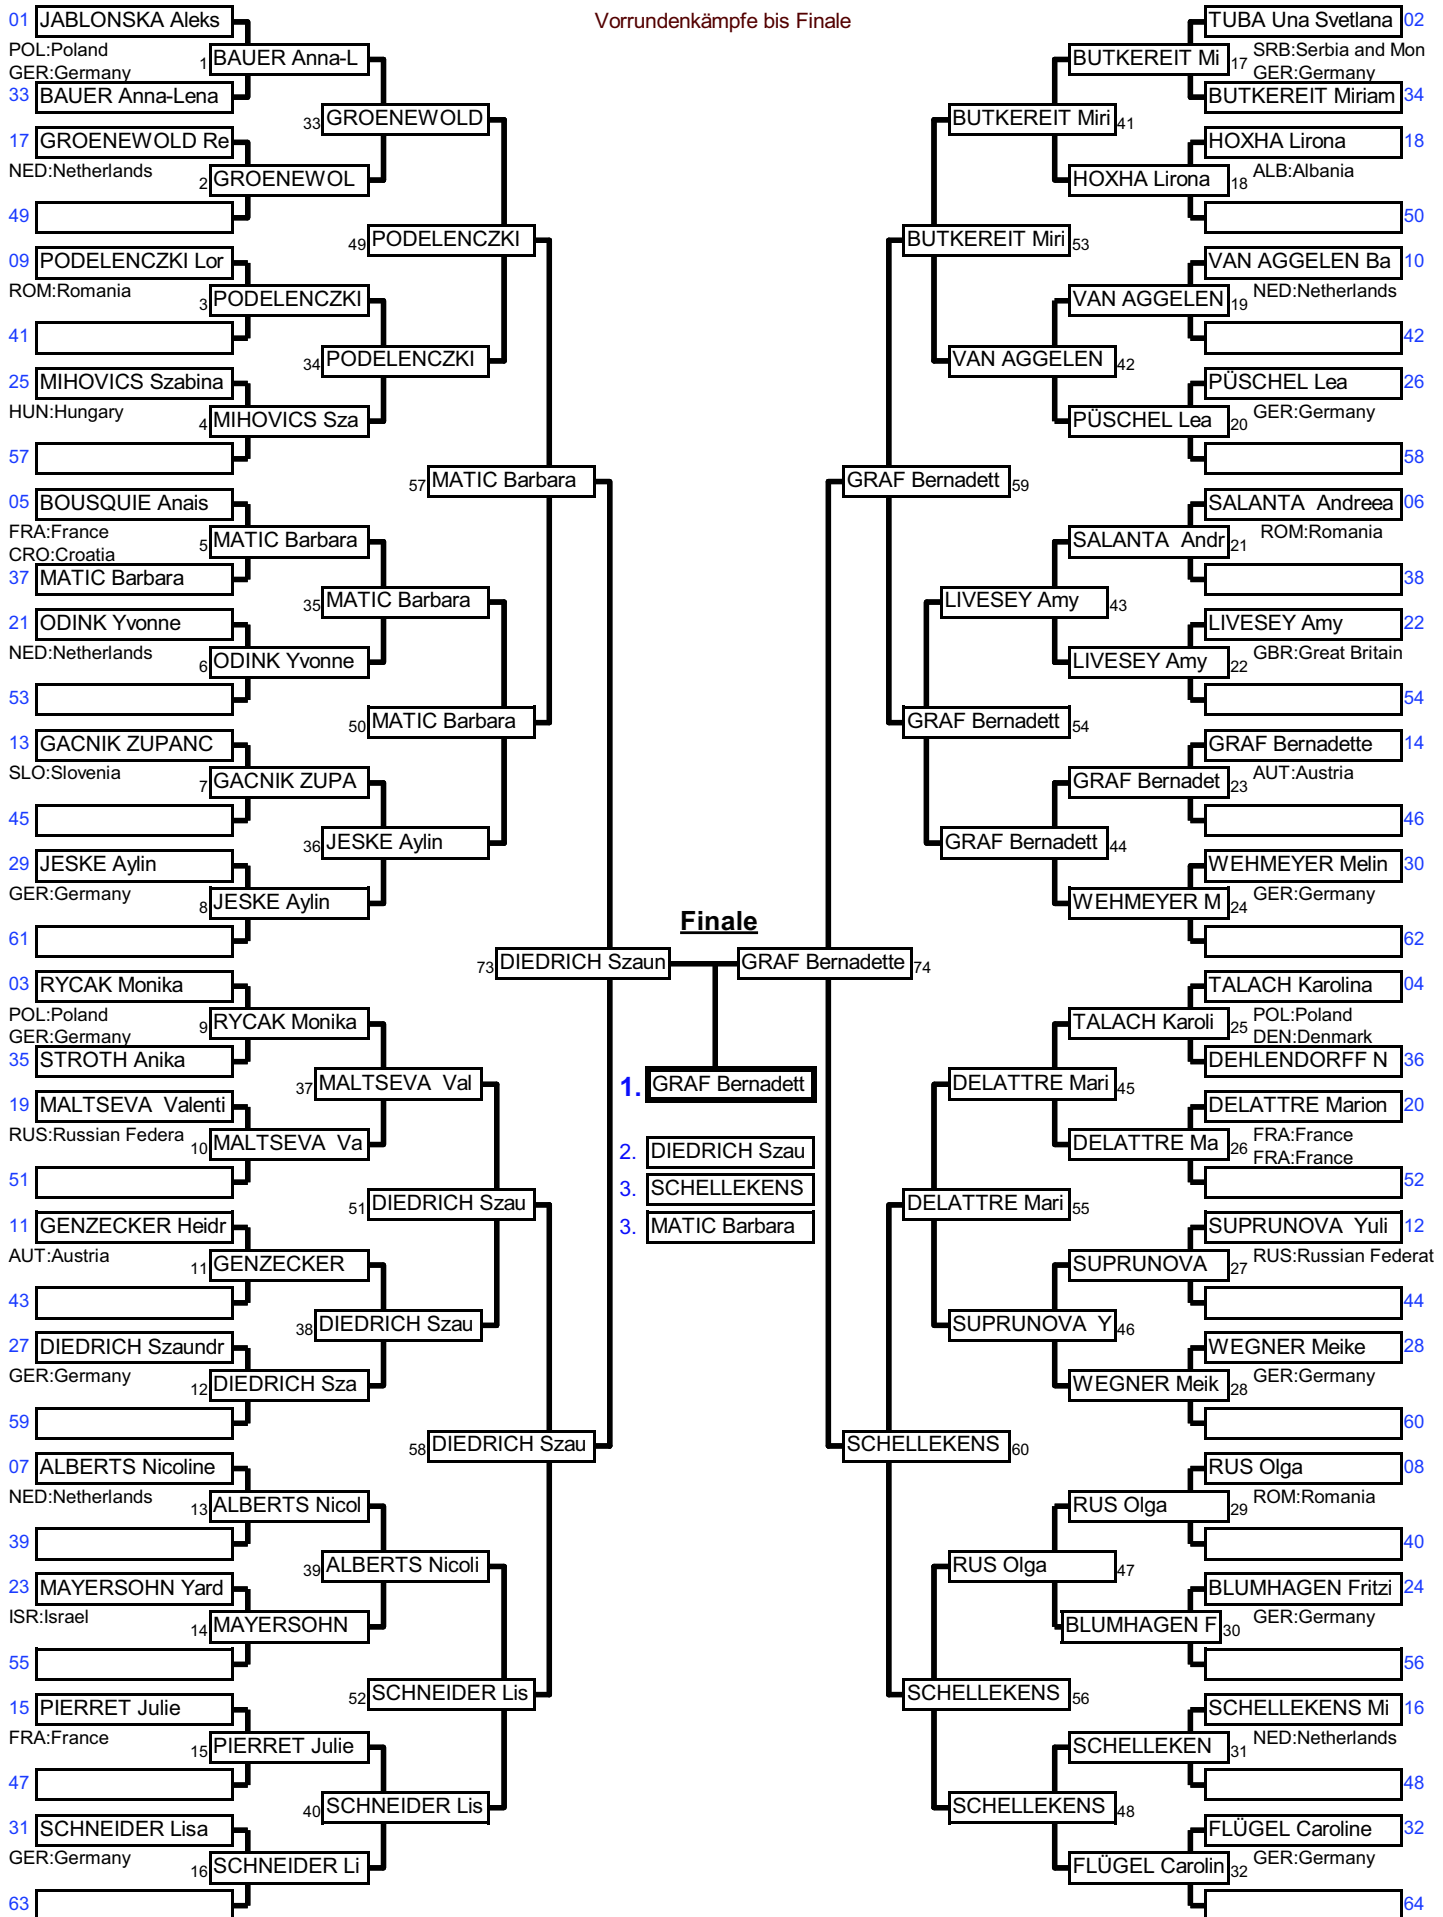 Vorrundenkämpfe bis Finale
01 JABLONSKA Aleks
POL:Poland
GER:Germany
1 BAUER Anna-L
33 BAUER Anna-Lena
33 GROENEWOLD
17 GROENEWOLD Re
NED:Netherlands
2 GROENEWOL
49
49 PODELENCZKI
09 PODELENCZKI Lor
ROM:Romania
3 PODELENCZKI
41
34 PODELENCZKI
25 MIHOVICS Szabina
HUN:Hungary
4 MIHOVICS Sza
57
57 MATIC Barbara
05 BOUSQUIE Anais
FRA:France
CRO:Croatia
5 MATIC Barbara
37 MATIC Barbara
35 MATIC Barbara
21 ODINK Yvonne
NED:Netherlands
6 ODINK Yvonne
53
50 MATIC Barbara
13 GACNIK ZUPANC
SLO:Slovenia
7 GACNIK ZUPA
45
36 JESKE Aylin
29 JESKE Aylin
GER:Germany
8 JESKE Aylin
61
73 DIEDRICH Szaun
03 RYCAK Monika
POL:Poland
GER:Germany
9 RYCAK Monika
35 STROTH Anika
37 MALTSEVA Val
19 MALTSEVA Valenti
RUS:Russian Federa
10 MALTSEVA Va
51
51 DIEDRICH Szau
11 GENZECKER Heidr
AUT:Austria
11 GENZECKER
43
38 DIEDRICH Szau
27 DIEDRICH Szaundr
GER:Germany
12 DIEDRICH Sza
59
58 DIEDRICH Szau
07 ALBERTS Nicoline
NED:Netherlands
13 ALBERTS Nicol
39
39 ALBERTS Nicoli
23 MAYERSOHN Yard
ISR:Israel
14 MAYERSOHN
55
52 SCHNEIDER Lis
15 PIERRET Julie
FRA:France
15 PIERRET Julie
47
40 SCHNEIDER Lis
31 SCHNEIDER Lisa
GER:Germany
16 SCHNEIDER Li
63
Finale
1. GRAF Bernadett
2. DIEDRICH Szau
3. SCHELLEKENS
3. MATIC Barbara
TUBA Una Svetlana 02
SRB:Serbia and Mon
GER:Germany
BUTKEREIT Mi 17
BUTKEREIT Miriam 34
BUTKEREIT Miri 41
HOXHA Lirona 18
ALB:Albania
HOXHA Lirona 18
50
BUTKEREIT Miri 53
VAN AGGELEN Ba 10
NED:Netherlands
VAN AGGELEN 19
42
VAN AGGELEN 42
PÜSCHEL Lea 26
GER:Germany
PÜSCHEL Lea 20
58
GRAF Bernadett 59
SALANTA Andreea 06
ROM:Romania
SALANTA Andr 21
38
LIVESEY Amy 43
LIVESEY Amy 22
GBR:Great Britain
LIVESEY Amy 22
54
GRAF Bernadett 54
GRAF Bernadette 14
AUT:Austria
GRAF Bernadet 23
46
GRAF Bernadett 44
WEHMEYER Melin 30
GER:Germany
WEHMEYER M 24
62
GRAF Bernadette 74
TALACH Karolina 04
POL:Poland
DEN:Denmark
TALACH Karoli 25
DEHLENDORFF N 36
DELATTRE Mari 45
DELATTRE Marion 20
FRA:France
FRA:France
DELATTRE Ma 26
52
DELATTRE Mari 55
SUPRUNOVA Yuli 12
RUS:Russian Federat
SUPRUNOVA 27
44
SUPRUNOVA Y 46
WEGNER Meike 28
GER:Germany
WEGNER Meik 28
60
SCHELLEKENS 60
RUS Olga 08
ROM:Romania
RUS Olga 29
40
RUS Olga 47
BLUMHAGEN Fritzi 24
GER:Germany
BLUMHAGEN F 30
56
SCHELLEKENS 56
SCHELLEKENS Mi 16
NED:Netherlands
SCHELLEKEN 31
48
SCHELLEKENS 48
FLÜGEL Caroline 32
GER:Germany
FLÜGEL Carolin 32
64